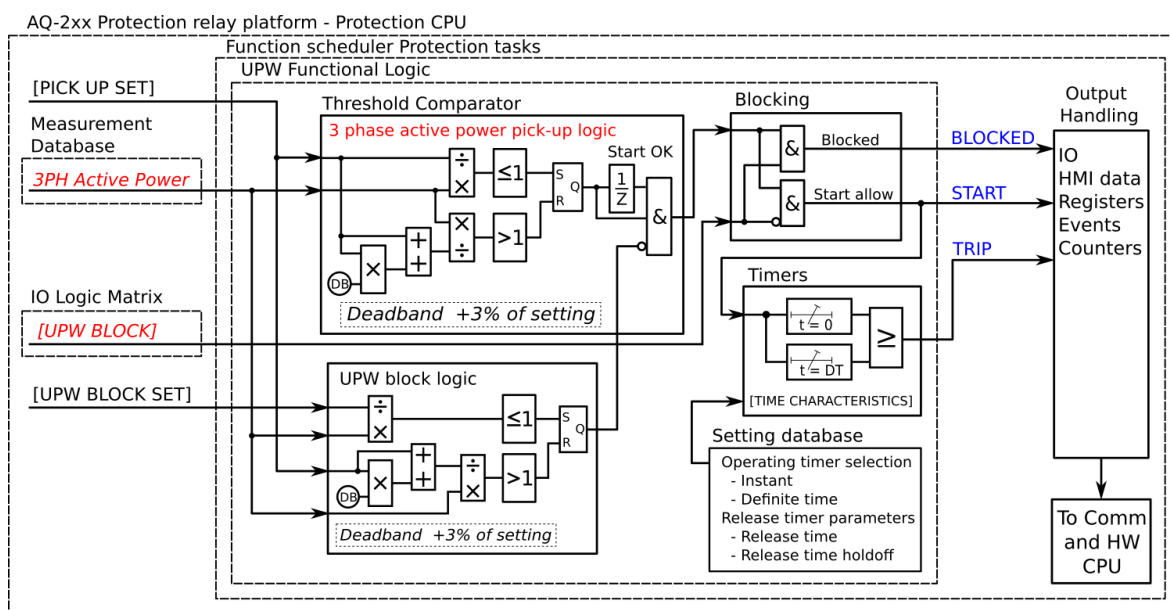 AQ-2xx Protection relay platform - Protection CPU
Function scheduler Protection tasks
UPW Functional Logic
[PICK UP SET]
Measurement
Database
3PH Active Power
IO Logic Matrix
[UPW BLOCK]
[UPW BLOCK SET]
Threshold Comparator
3 phase active power pick-up logic
÷
×
≤1
S
Q
R
Start OK
1
Z
&
×
÷
>1
+
+
×
DB
Deadband +3% of setting
UPW block logic
÷
×
≤1
S
Q
R
+
+
÷
×
>1
×
DB
Deadband +3% of setting
Blocking
&
Blocked
&
Start allow
Timers
t = 0
t = DT
≥
[TIME CHARACTERISTICS]
Setting database
Operating timer selection
- Instant
- Definite time
Release timer parameters
- Release time
- Release time holdoff
BLOCKED
START
TRIP
Output
Handling
IO
HMI data
Registers
Events
Counters
To Comm
and HW
CPU